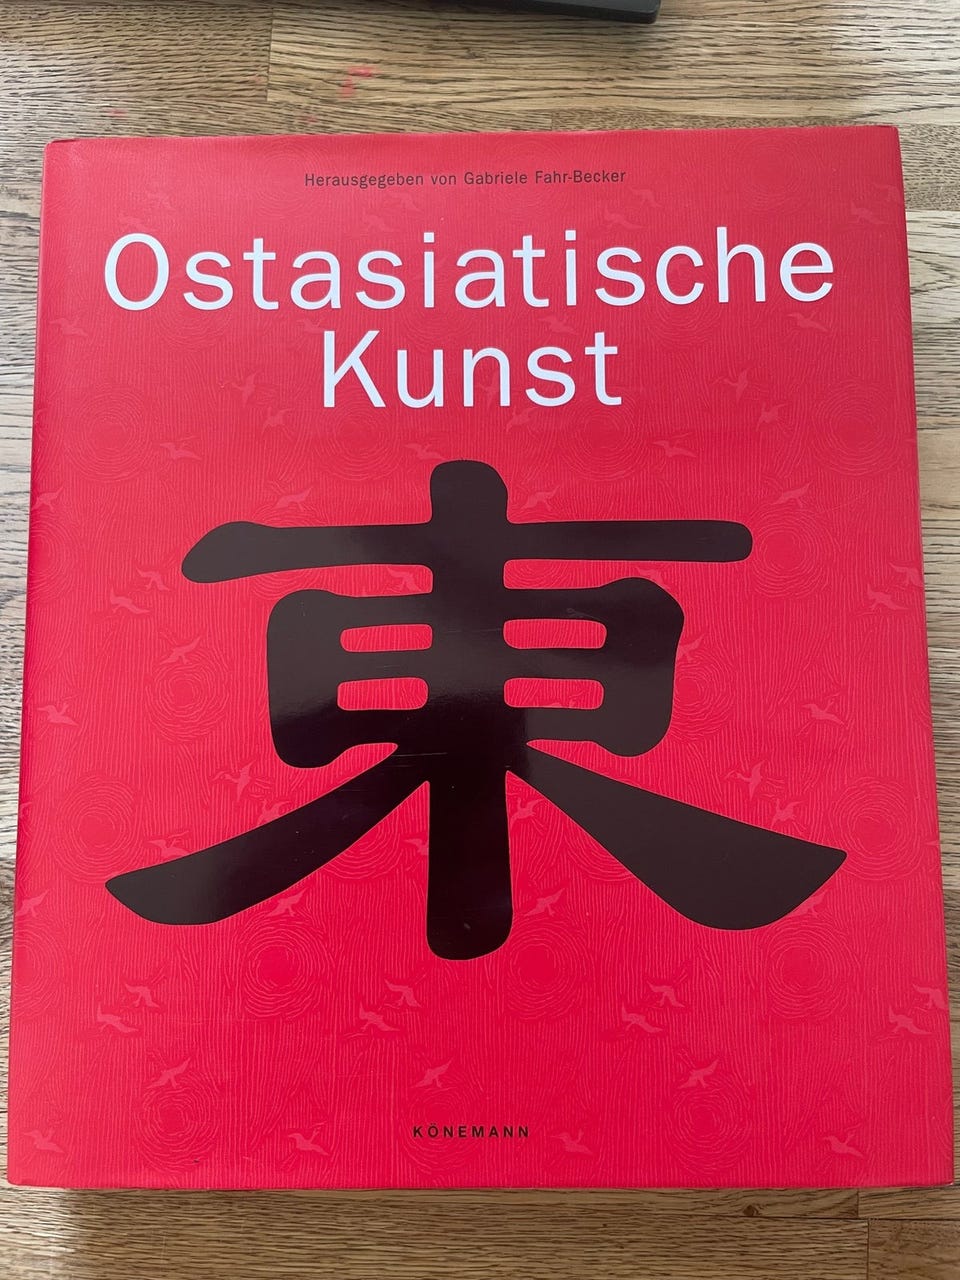 Herausgegeben von Gabriele Fahr-Becker
Ostasiatische
Kunst
東
KÖNEMANN